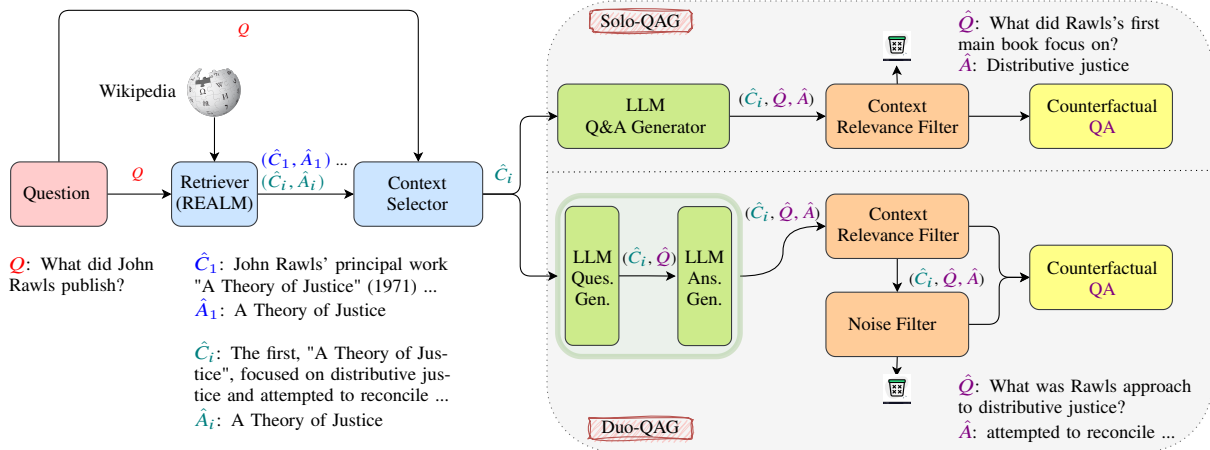 Q
Wikipedia
Question
Q
Retriever
(REALM)
(Ĉ₁, Â₁) ...
(Ĉᵢ, Âᵢ)
Context
Selector
Ĉᵢ
Q: What did John
Rawls publish?
Ĉ₁: John Rawls' principal work
"A Theory of Justice" (1971) ...
Â₁: A Theory of Justice
Ĉᵢ: The first, "A Theory of Jus-
tice", focused on distributive jus-
tice and attempted to reconcile ...
Âᵢ: A Theory of Justice
Solo-QAG
LLM
Q&A Generator
(Ĉᵢ, Q̂, Â)
Context
Relevance Filter
Q̂: What did Rawls's first
main book focus on?
Â: Distributive justice
Counterfactual
QA
LLM
Ques.
Gen.
(Ĉᵢ, Q̂)
LLM
Ans.
Gen.
(Ĉᵢ, Q̂, Â)
Context
Relevance Filter
(Ĉᵢ, Q̂, Â)
Noise Filter
Counterfactual
QA
Q̂: What was Rawls approach
to distributive justice?
Â: attempted to reconcile ...
Duo-QAG